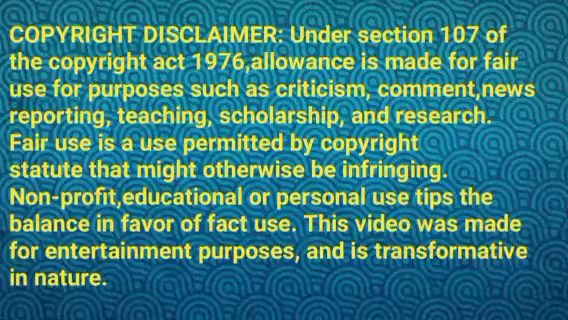 COPYRIGHT DISCLAIMER: Under section 107 of
the copyright act 1976,allowance is made for fair
use for purposes such as criticism, comment,news
reporting, teaching, scholarship, and research.
Fair use is a use permitted by copyright
statute that might otherwise be infringing.
Non-profit,educational or personal use tips the
balance in favor of fact use. This video was made
for entertainment purposes, and is transformative
in nature.